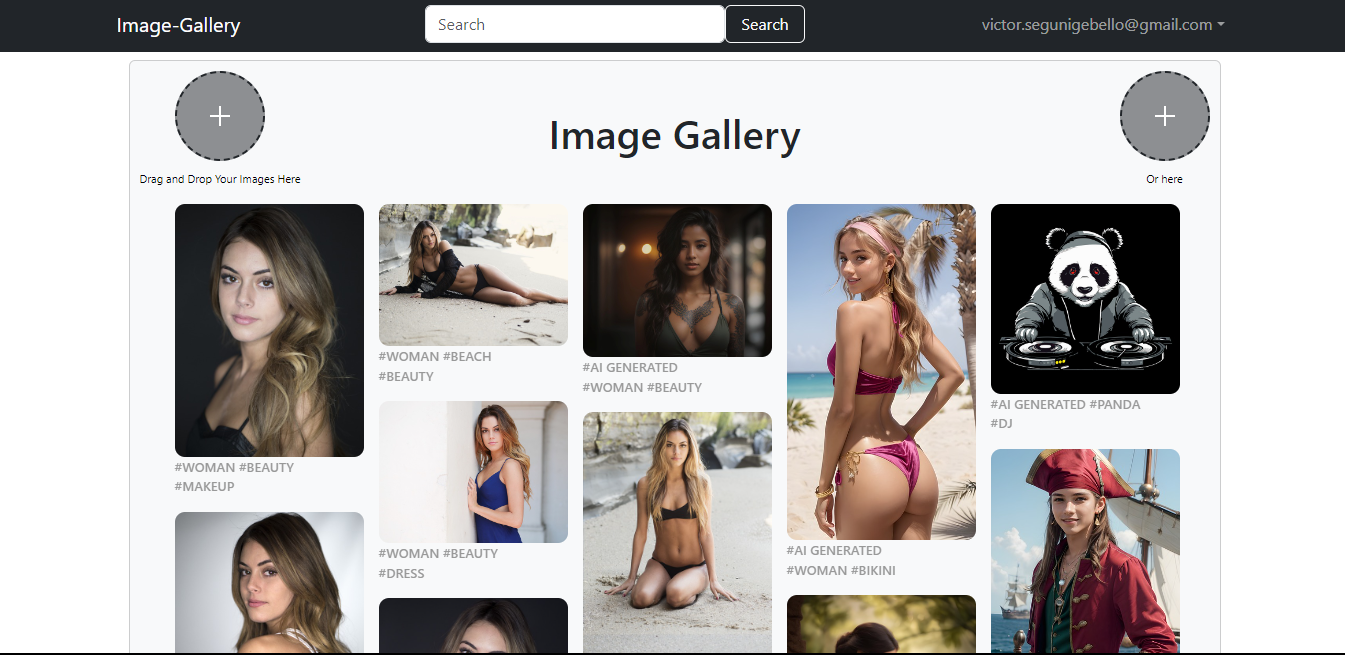 Image-Gallery
Search
Search
victor.segunigebello@gmail.com
Image Gallery
Drag and Drop Your Images Here
Or here
#WOMAN #BEAUTY
#MAKEUP
#WOMAN #BEACH
#BEAUTY
#WOMAN #BEAUTY
#DRESS
#AI GENERATED
#WOMAN #BEAUTY
#AI GENERATED
#WOMAN #BIKINI
#AI GENERATED #PANDA
#DJ